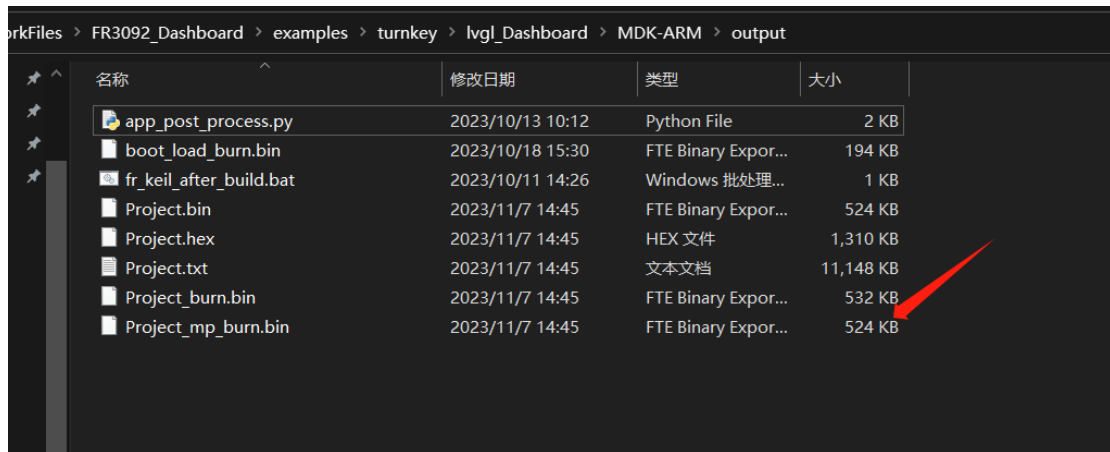 orkFiles > FR3092_Dashboard > examples > turnkey > lvgl_Dashboard > MDK-ARM > output
名称 修改日期 类型 大小
app_post_process.py 2023/10/13 10:12 Python File 2 KB
boot_load_burn.bin 2023/10/18 15:30 FTE Binary Expor... 194 KB
fr_keil_after_build.bat 2023/10/11 14:26 Windows 批处理... 1 KB
Project.bin 2023/11/7 14:45 FTE Binary Expor... 524 KB
Project.hex 2023/11/7 14:45 HEX 文件 1,310 KB
Project.txt 2023/11/7 14:45 文本文档 11,148 KB
Project_burn.bin 2023/11/7 14:45 FTE Binary Expor... 532 KB
Project_mp_burn.bin 2023/11/7 14:45 FTE Binary Expor... 524 KB